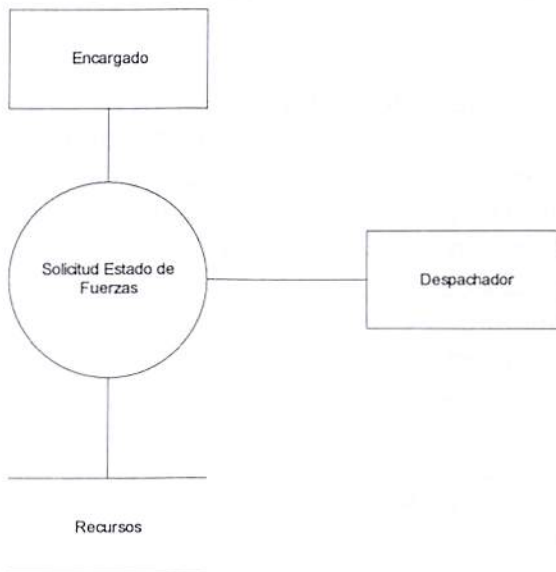 Encargado
Solicitud Estado de
Fuerzas
Despachador
Recursos